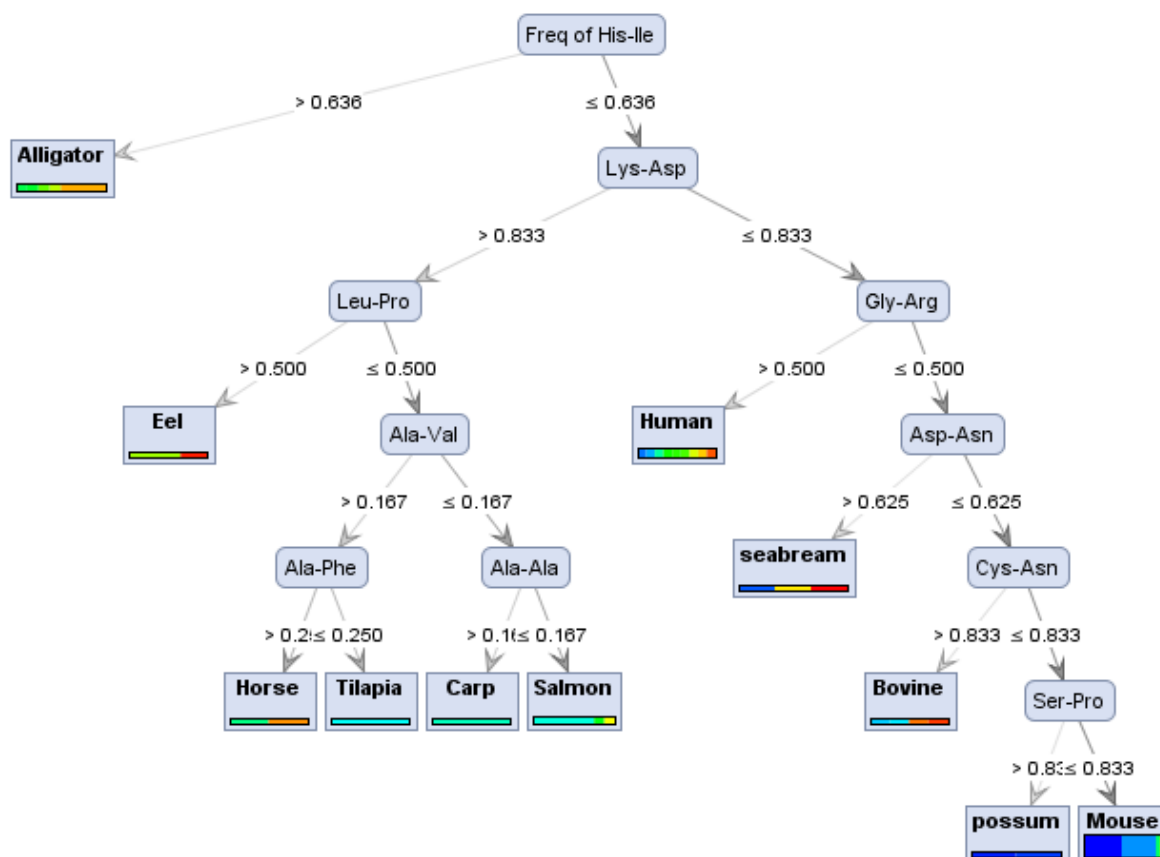 Freq of His-Ile
> 0.636
≤ 0.636
Alligator
Lys-Asp
> 0.833
≤ 0.833
Leu-Pro
Gly-Arg
> 0.500
≤ 0.500
> 0.500
≤ 0.500
Eel
Ala-Val
Human
Asp-Asn
> 0.167
≤ 0.167
> 0.625
≤ 0.625
Ala-Phe
Ala-Ala
seabream
Cys-Asn
≤ 0.250
≤ 0.167
> 0.833
≤ 0.833
Horse
Tilapia
Carp
Salmon
Bovine
Ser-Pro
≤ 0.833
possum
Mouse